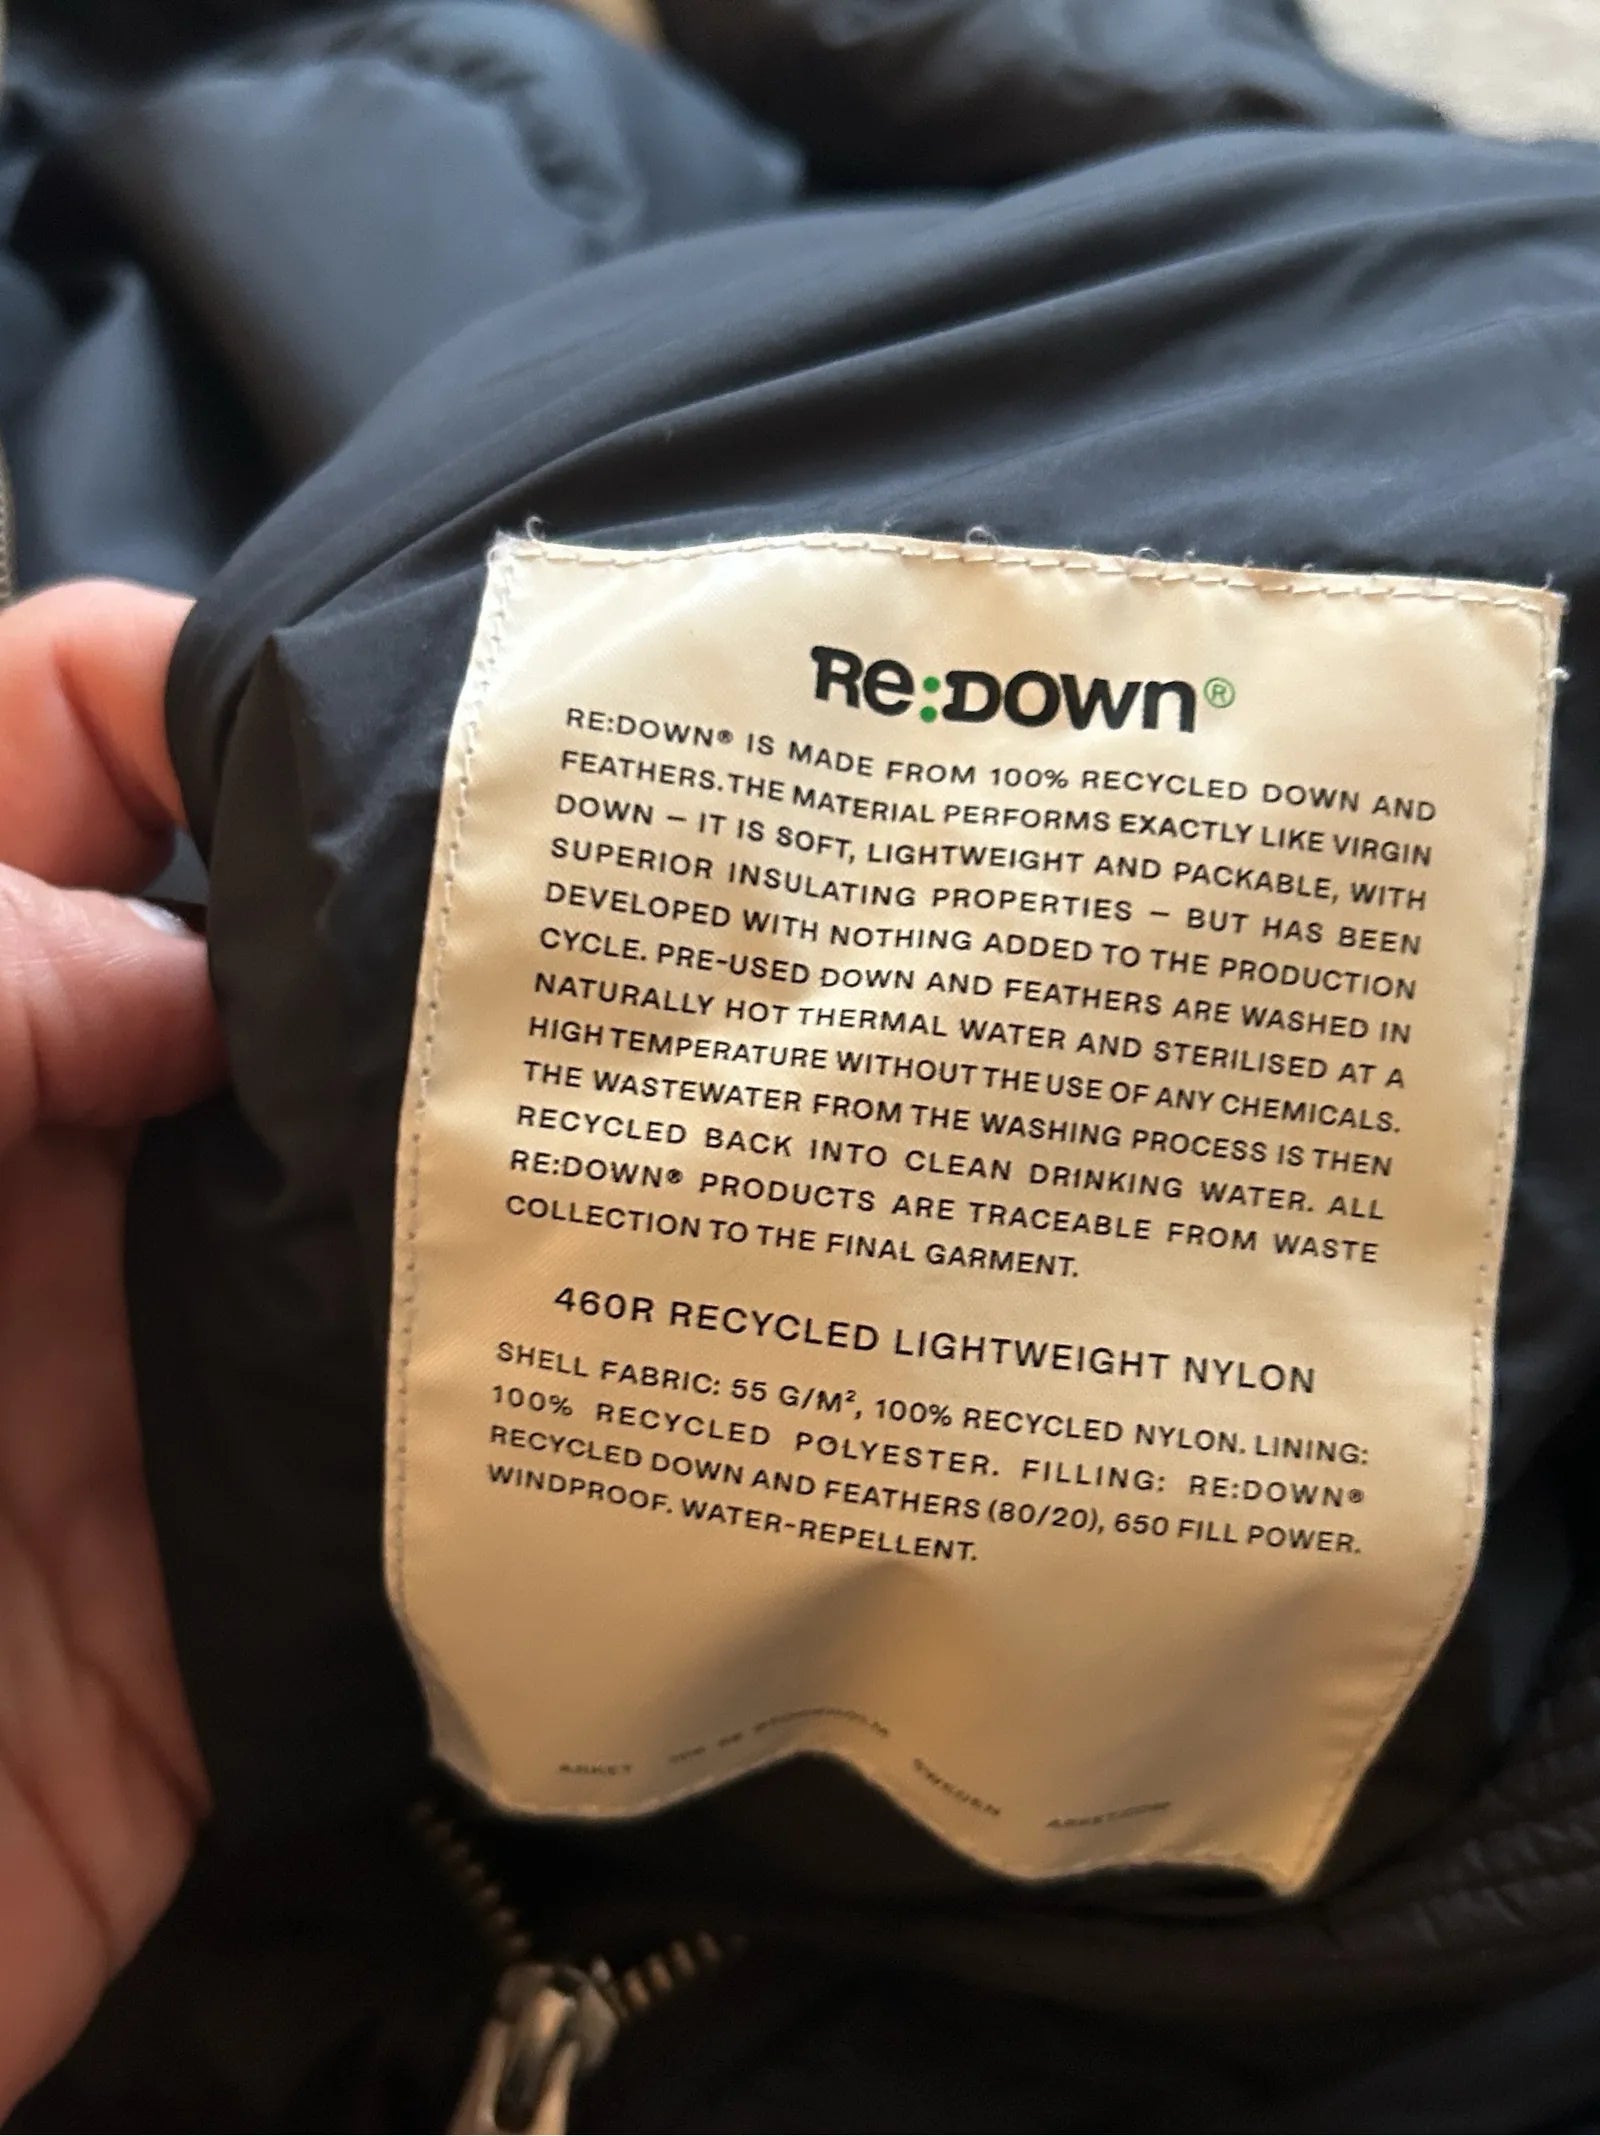 Re:Down®
RE:DOWN® IS MADE FROM 100% RECYCLED DOWN AND
FEATHERS.THE MATERIAL PERFORMS EXACTLY LIKE VIRGIN
DOWN – IT IS SOFT, LIGHTWEIGHT AND PACKABLE, WITH
SUPERIOR INSULATING PROPERTIES – BUT HAS BEEN
DEVELOPED WITH NOTHING ADDED TO THE PRODUCTION
CYCLE. PRE-USED DOWN AND FEATHERS ARE WASHED IN
NATURALLY HOT THERMAL WATER AND STERILISED AT A
HIGH TEMPERATURE WITHOUT THE USE OF ANY CHEMICALS.
THE WASTEWATER FROM THE WASHING PROCESS IS THEN
RECYCLED BACK INTO CLEAN DRINKING WATER. ALL
RE:DOWN® PRODUCTS ARE TRACEABLE FROM WASTE
COLLECTION TO THE FINAL GARMENT.
460R RECYCLED LIGHTWEIGHT NYLON
SHELL FABRIC: 55 G/M², 100% RECYCLED NYLON. LINING:
100% RECYCLED POLYESTER. FILLING: RE:DOWN®
RECYCLED DOWN AND FEATHERS (80/20), 650 FILL POWER.
WINDPROOF. WATER-REPELLENT.
ARKET STOCKHOLM SWEDEN ARKET.COM